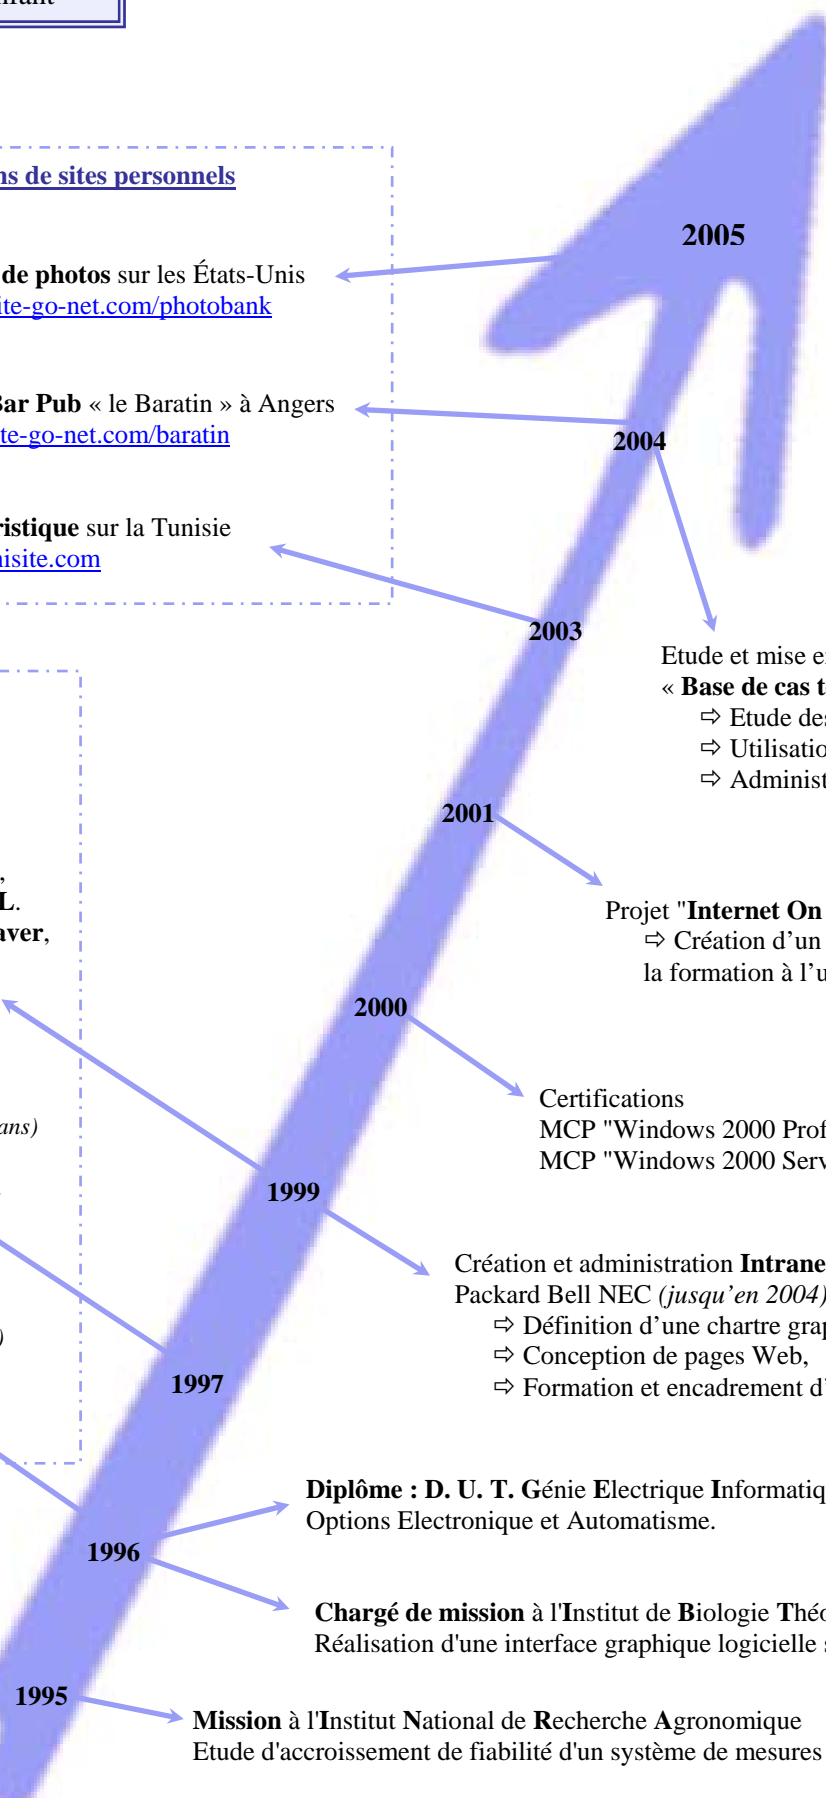 ns de sites personnels
2005
de photos sur les États-Unis
ite-go-net.com/photobank
Bar Pub « le Baratin » à Angers
te-go-net.com/baratin
2004
ristique sur la Tunisie
nisite.com
2003
Etude et mise e
« Base de cas t
⇨ Etude des
⇨ Utilisatio
⇨ Administ
2001
,
L.
aver,
Projet "Internet On
⇨ Création d’un
la formation à l’u
2000
Certifications
MCP "Windows 2000 Prof
MCP "Windows 2000 Serv
ans)
1999
Création et administration Intrane
Packard Bell NEC (jusqu’en 2004)
⇨ Définition d’une chartre grap
⇨ Conception de pages Web,
⇨ Formation et encadrement d’
)
1997
Diplôme : D. U. T. Génie Electrique Informatiq
Options Electronique et Automatisme.
1996
Chargé de mission à l'Institut de Biologie Théo
Réalisation d'une interface graphique logicielle s
1995
Mission à l'Institut National de Recherche Agronomique
Etude d'accroissement de fiabilité d'un système de mesures